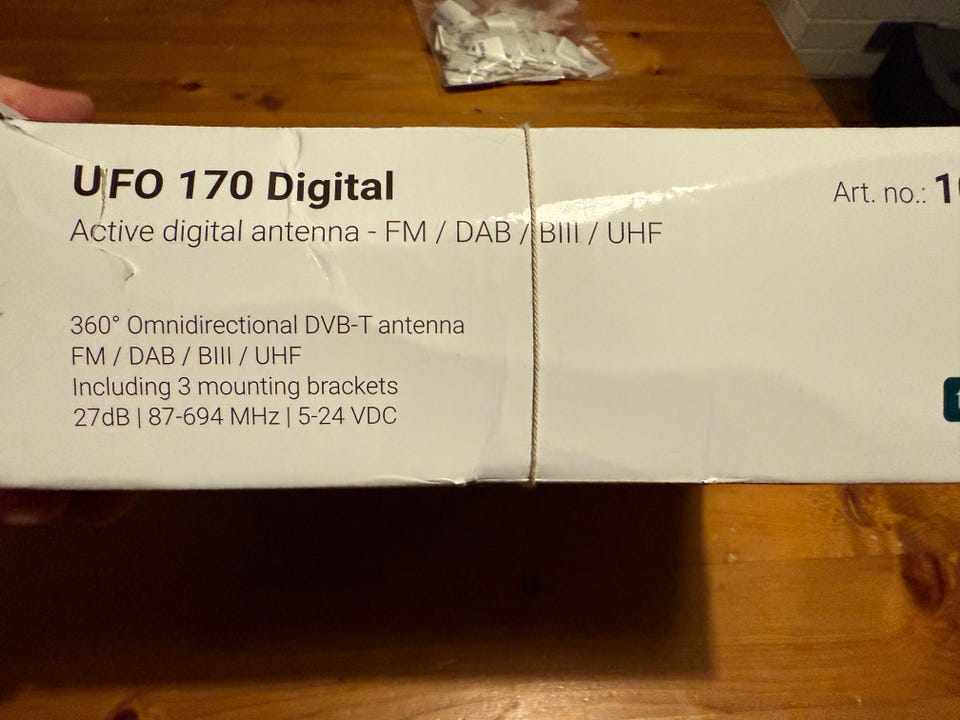 UFO 170 Digital
Active digital antenna - FM / DAB / BIII / UHF
Art. no.:
360° Omnidirectional DVB-T antenna
FM / DAB / BIII / UHF
Including 3 mounting brackets
27dB | 87-694 MHz | 5-24 VDC